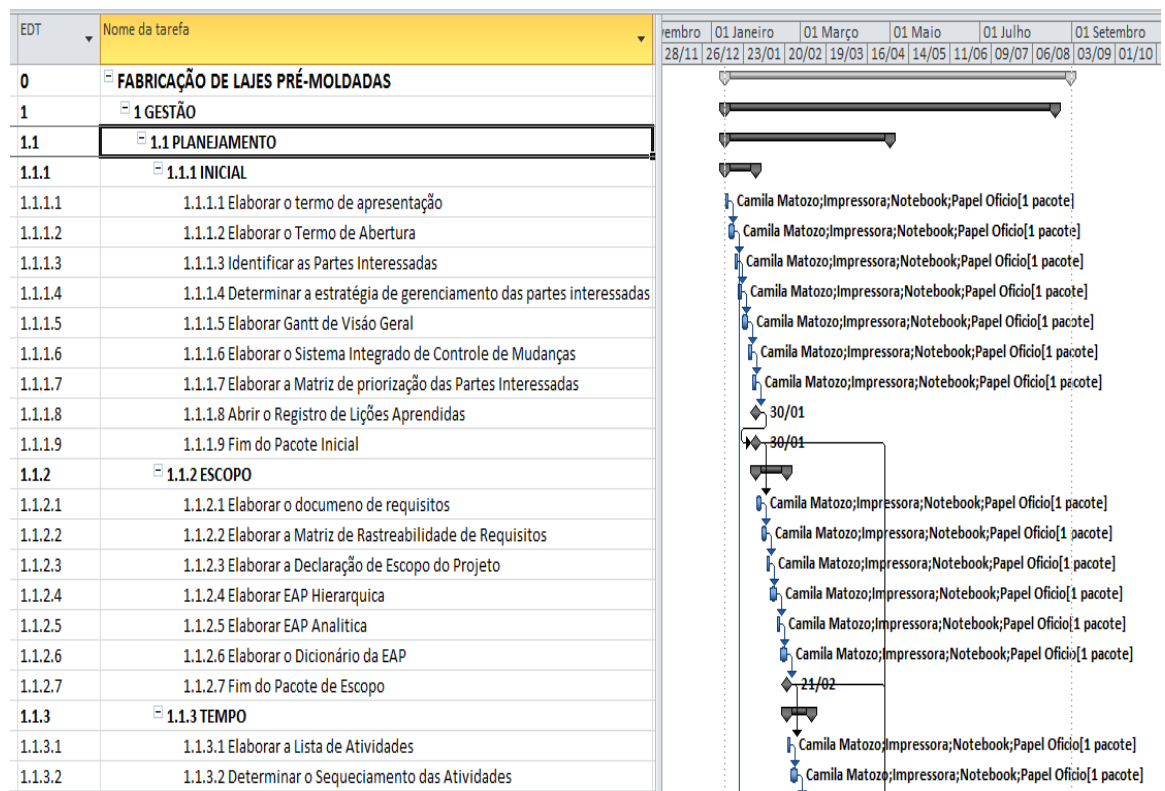 EDT Nome da tarefa
vembro 01 Janeiro 01 Março 01 Maio 01 Julho 01 Setembro
28/11 26/12 23/01 20/02 19/03 16/04 14/05 11/06 09/07 06/08 03/09 01/10
0 FABRICAÇÃO DE LAJES PRÉ-MOLDADAS
1 1 GESTÃO
1.1 1.1 PLANEJAMENTO
1.1.1 1.1.1 INICIAL
1.1.1.1 1.1.1.1 Elaborar o termo de apresentação Camila Matozo;Impressora;Notebook;Papel Oficio[1 pacote]
1.1.1.2 1.1.1.2 Elaborar o Termo de Abertura Camila Matozo;Impressora;Notebook;Papel Oficio[1 pacote]
1.1.1.3 1.1.1.3 Identificar as Partes Interessadas Camila Matozo;Impressora;Notebook;Papel Oficio[1 pacote]
1.1.1.4 1.1.1.4 Determinar a estratégia de gerenciamento das partes interessadas Camila Matozo;Impressora;Notebook;Papel Oficio[1 pacote]
1.1.1.5 1.1.1.5 Elaborar Gantt de Visáo Geral Camila Matozo;Impressora;Notebook;Papel Oficio[1 pacote]
1.1.1.6 1.1.1.6 Elaborar o Sistema Integrado de Controle de Mudanças Camila Matozo;Impressora;Notebook;Papel Oficio[1 pacote]
1.1.1.7 1.1.1.7 Elaborar a Matriz de priorização das Partes Interessadas Camila Matozo;Impressora;Notebook;Papel Oficio[1 pacote]
1.1.1.8 1.1.1.8 Abrir o Registro de Lições Aprendidas 30/01
1.1.1.9 1.1.1.9 Fim do Pacote Inicial 30/01
1.1.2 1.1.2 ESCOPO
1.1.2.1 1.1.2.1 Elaborar o documeno de requisitos Camila Matozo;Impressora;Notebook;Papel Oficio[1 pacote]
1.1.2.2 1.1.2.2 Elaborar a Matriz de Rastreabilidade de Requisitos Camila Matozo;Impressora;Notebook;Papel Oficio[1 pacote]
1.1.2.3 1.1.2.3 Elaborar a Declaração de Escopo do Projeto Camila Matozo;Impressora;Notebook;Papel Oficio[1 pacote]
1.1.2.4 1.1.2.4 Elaborar EAP Hierarquica Camila Matozo;Impressora;Notebook;Papel Oficio[1 pacote]
1.1.2.5 1.1.2.5 Elaborar EAP Analitica Camila Matozo;Impressora;Notebook;Papel Oficio[1 pacote]
1.1.2.6 1.1.2.6 Elaborar o Dicionário da EAP Camila Matozo;Impressora;Notebook;Papel Oficio[1 pacote]
1.1.2.7 1.1.2.7 Fim do Pacote de Escopo 21/02
1.1.3 1.1.3 TEMPO
1.1.3.1 1.1.3.1 Elaborar a Lista de Atividades Camila Matozo;Impressora;Notebook;Papel Oficio[1 pacote]
1.1.3.2 1.1.3.2 Determinar o Sequeciamento das Atividades Camila Matozo;Impressora;Notebook;Papel Oficio[1 pacote]